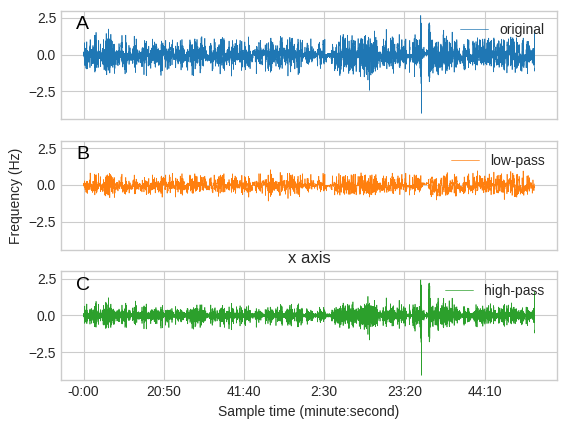 A
original
2.5
0.0
−2.5
B
low-pass
2.5
0.0
−2.5
Frequency (Hz)
x axis
C
high-pass
2.5
0.0
−2.5
-0:00 20:50 41:40 2:30 23:20 44:10
Sample time (minute:second)